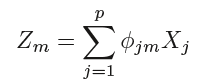 Z_m = \sum_{j=1}^{p} \phi_{jm} X_j